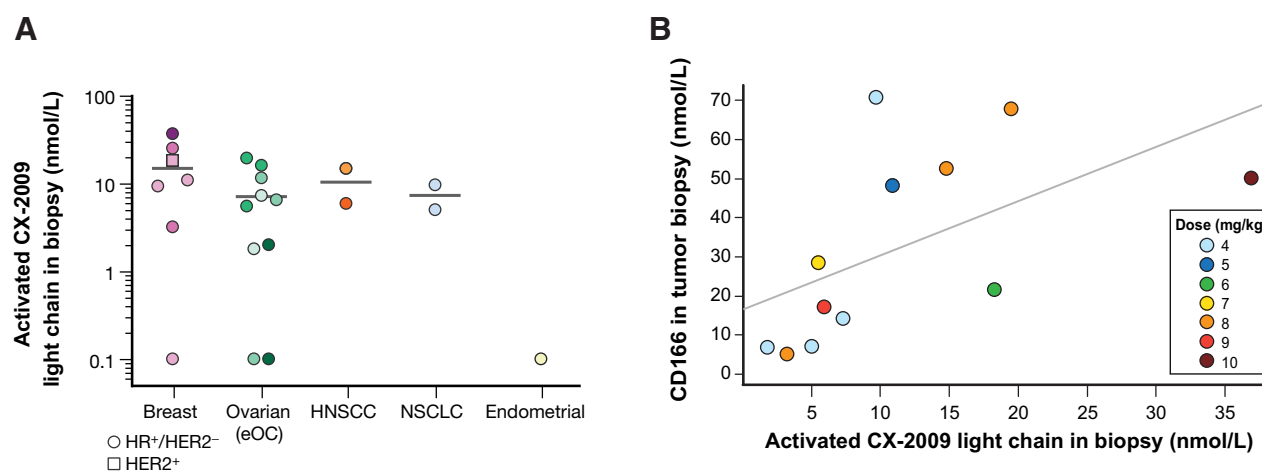 A
Activated CX-2009
light chain in biopsy (nmol/L)
100
10
1
0.1
Breast
Ovarian
(eOC)
HNSCC
NSCLC
Endometrial
HR+/HER2−
HER2+
B
CD166 in tumor biopsy (nmol/L)
70
60
50
40
30
20
10
0
5
10
15
20
25
30
35
Activated CX-2009 light chain in biopsy (nmol/L)
Dose (mg/kg
4
5
6
7
8
9
10